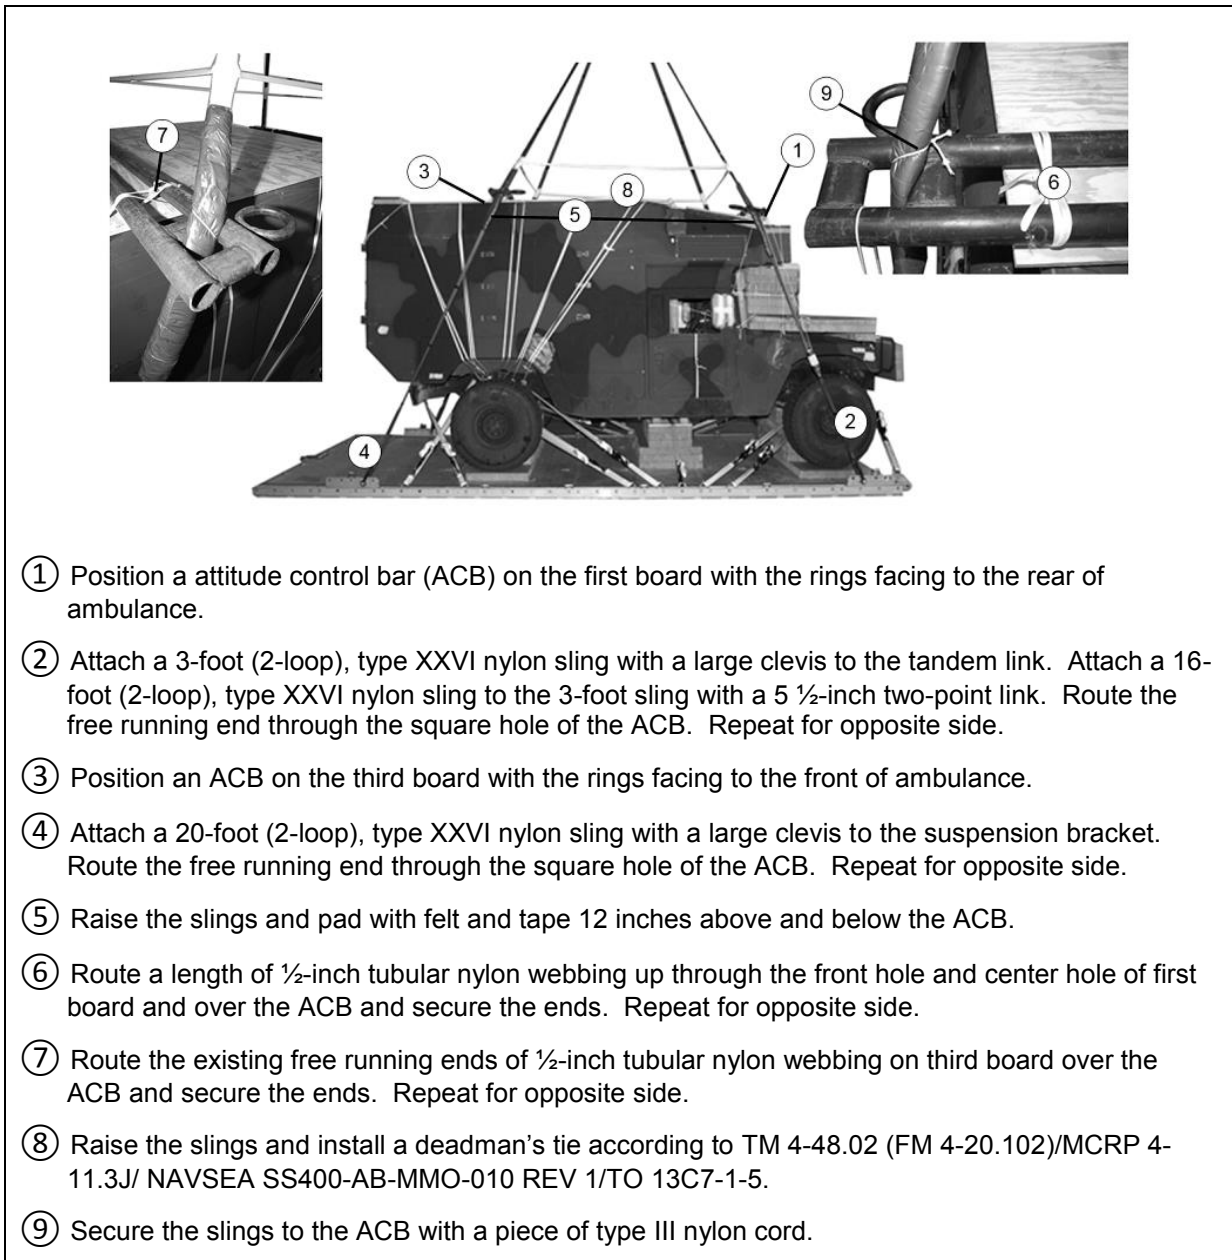 7
3
5
8
1
9
6
4
2
① Position a attitude control bar (ACB) on the first board with the rings facing to the rear of
ambulance.
② Attach a 3-foot (2-loop), type XXVI nylon sling with a large clevis to the tandem link. Attach a 16-
foot (2-loop), type XXVI nylon sling to the 3-foot sling with a 5 ½-inch two-point link. Route the
free running end through the square hole of the ACB. Repeat for opposite side.
③ Position an ACB on the third board with the rings facing to the front of ambulance.
④ Attach a 20-foot (2-loop), type XXVI nylon sling with a large clevis to the suspension bracket.
Route the free running end through the square hole of the ACB. Repeat for opposite side.
⑤ Raise the slings and pad with felt and tape 12 inches above and below the ACB.
⑥ Route a length of ½-inch tubular nylon webbing up through the front hole and center hole of first
board and over the ACB and secure the ends. Repeat for opposite side.
⑦ Route the existing free running ends of ½-inch tubular nylon webbing on third board over the
ACB and secure the ends. Repeat for opposite side.
⑧ Raise the slings and install a deadman’s tie according to TM 4-48.02 (FM 4-20.102)/MCRP 4-
11.3J/ NAVSEA SS400-AB-MMO-010 REV 1/TO 13C7-1-5.
⑨ Secure the slings to the ACB with a piece of type III nylon cord.